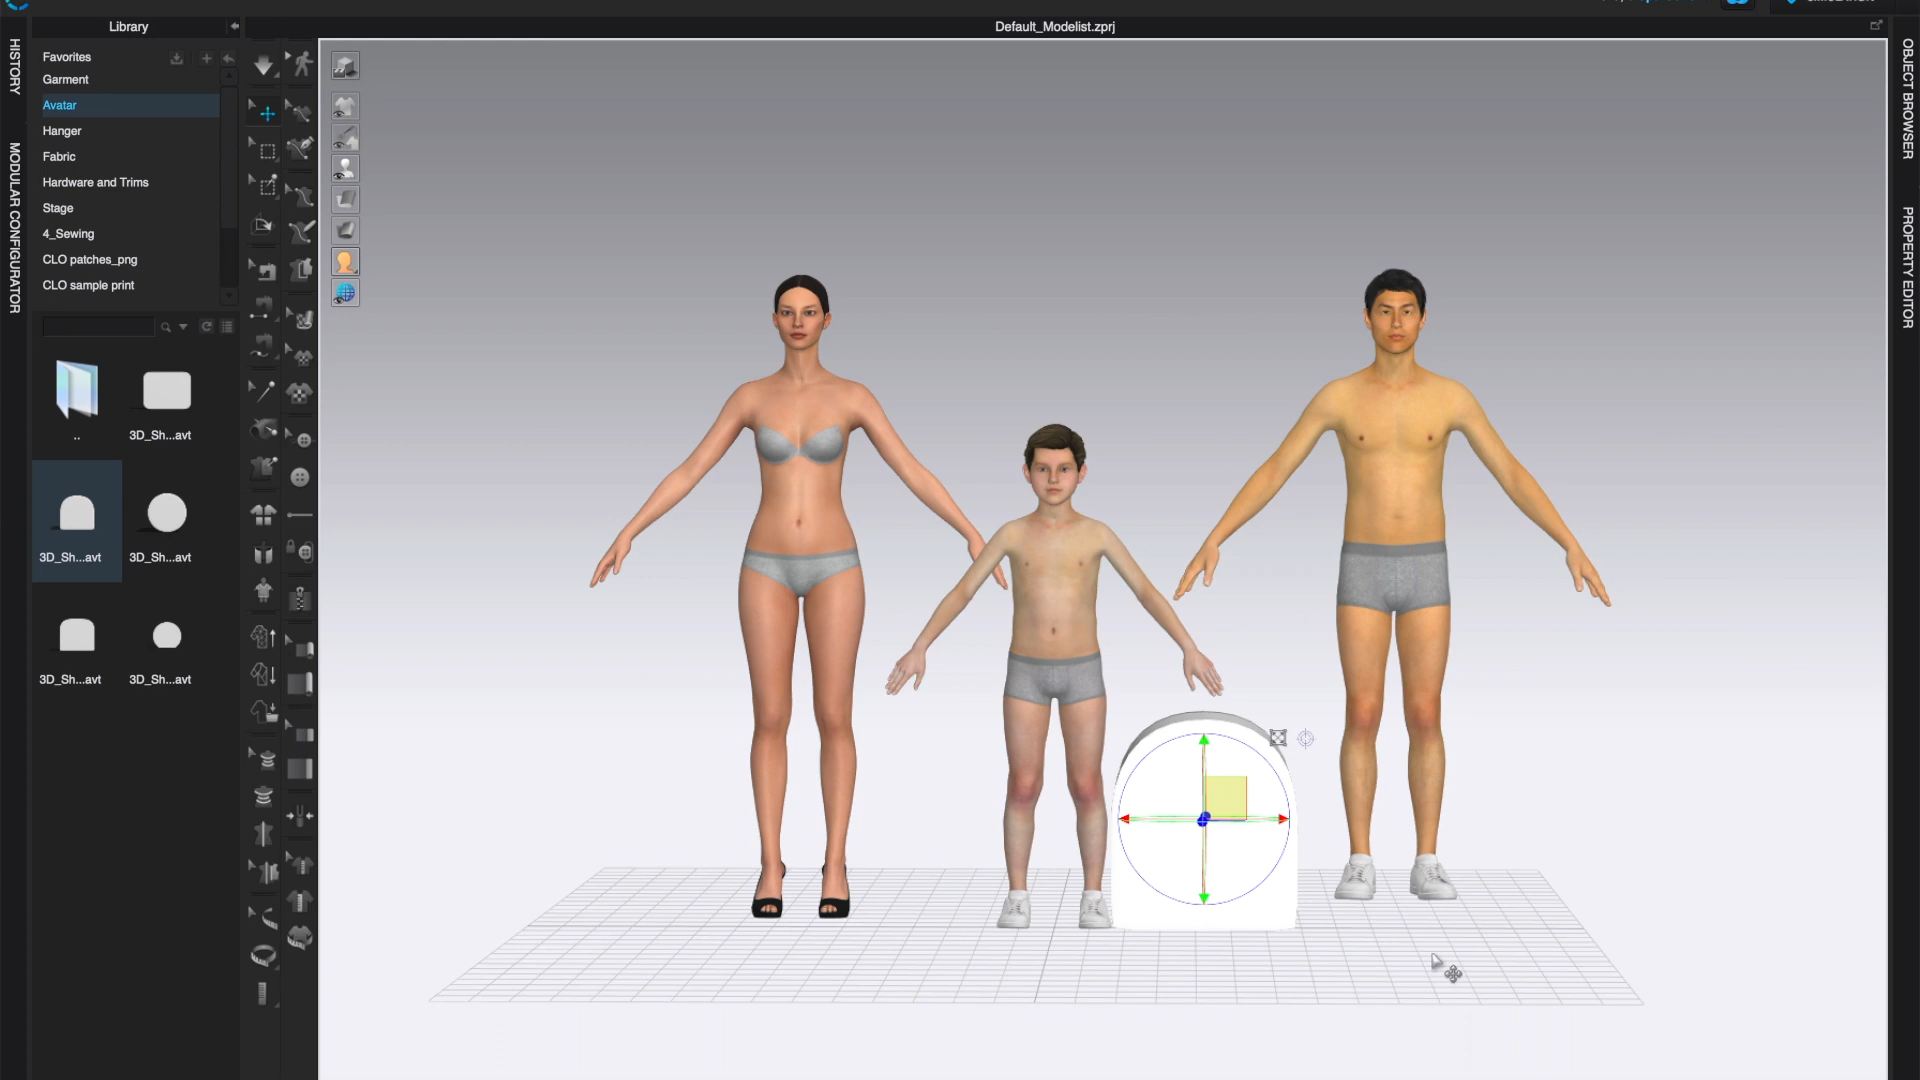 Library
Default_Modelist.zprj
HISTORY
MODULAR CONFIGURATOR
Favorites
Garment
Avatar
Hanger
Fabric
Hardware and Trims
Stage
4_Sewing
CLO patches_png
CLO sample print
..
3D_Sh...avt
3D_Sh...avt
3D_Sh...avt
3D_Sh...avt
3D_Sh...avt
OBJECT BROWSER
PROPERTY EDITOR